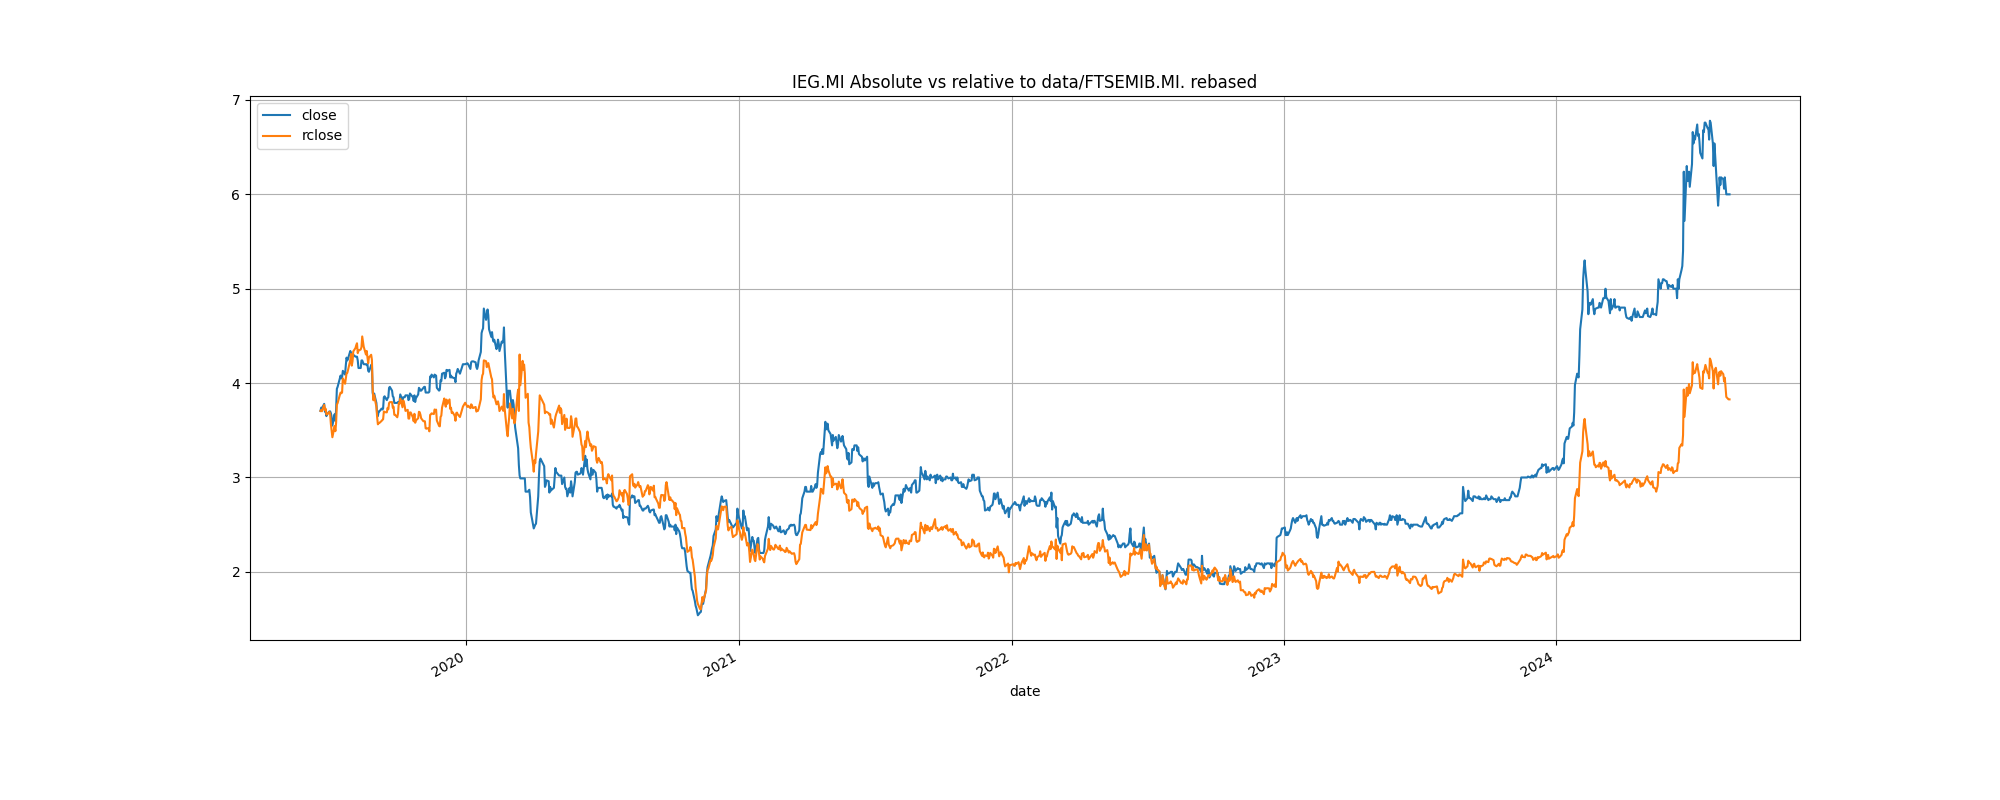 IEG.MI Absolute vs relative to data/FTSEMIB.MI. rebased
close
rclose
7
6
5
4
3
2
2020
2021
2022
2023
2024
date